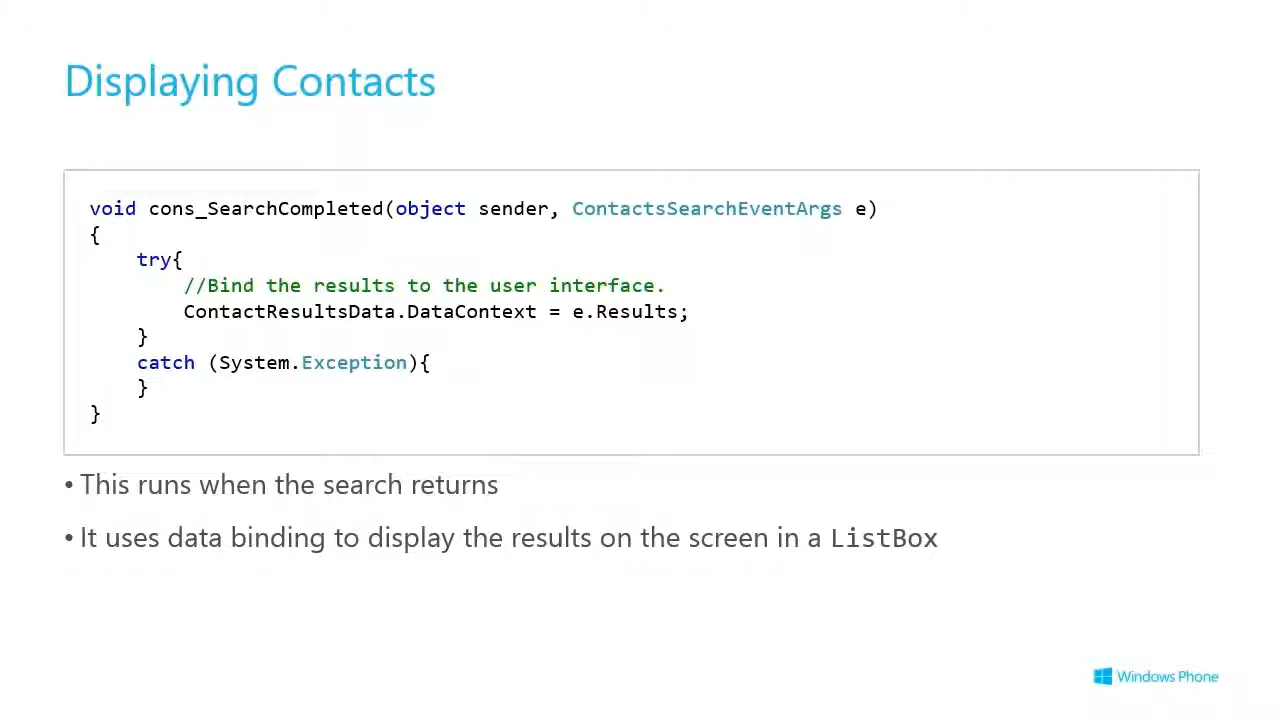 Displaying Contacts
void cons_SearchCompleted(object sender, ContactsSearchEventArgs e)
{
    try{
        //Bind the results to the user interface.
        ContactResultsData.DataContext = e.Results;
    }
    catch (System.Exception){
    }
}
• This runs when the search returns
• It uses data binding to display the results on the screen in a ListBox
Windows Phone